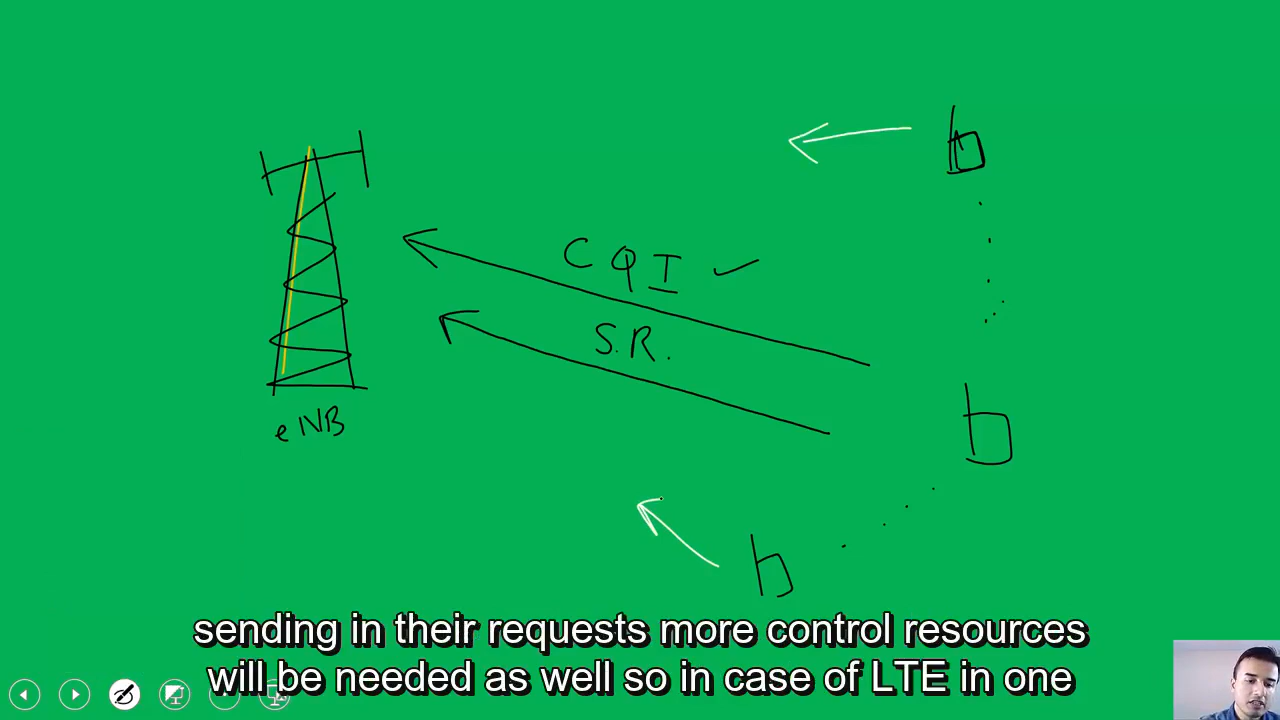 CQI
S.R.
eNB
sending in their requests more control resources
will be needed as well so in case of LTE in one